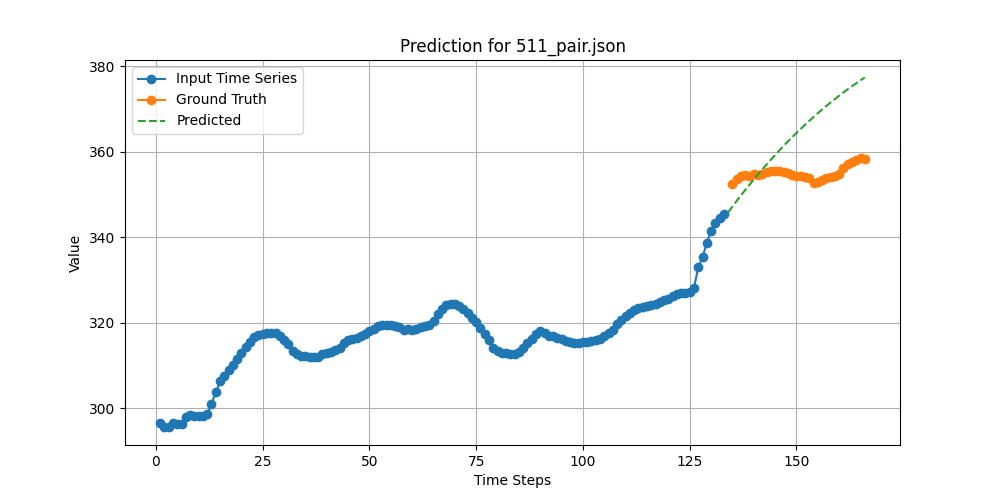 Prediction for 511_pair.json
Input Time Series
Ground Truth
Predicted
Value
380
360
340
320
300
0 25 50 75 100 125 150
Time Steps